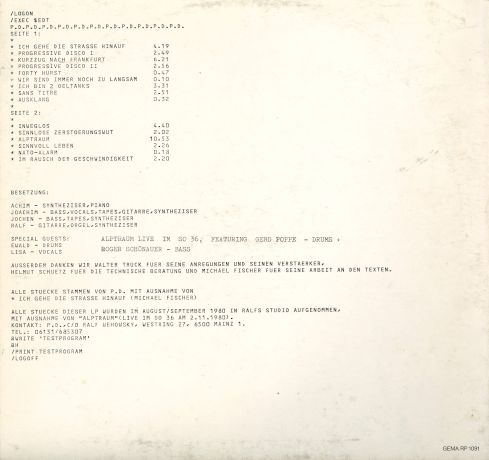 /LOGON
/EXEC $EDT
P.D.P.D.P.D.P.D.P.D.P.D.P.D.P.D.P.D.P.D.P.D.
SEITE 1:
*
* ICH GEHE DIE STRASSE HINAUF 4.19
* PROGRESSIVE DISCO I 2.49
* KURZZUG NACH FRANKFURT 6.21
* PROGRESSIVE DISCO II 2.56
* FORTY HURST 0.47
* WIR SIND IMMER NOCH ZU LANGSAM 0.10
* ICH BIN 2 OELTANKS 3.31
* SANS TITRE 2.51
* AUSKLANG 0.32
*
SEITE 2:
*
* INWEGLOS 4.40
* SINNLOSE ZERSTOERUNGSWUT 2.02
* ALPTRAUM 10.53
* SINNVOLL LEBEN 2.26
* NATO-ALARM 0.18
* IM RAUSCH DER GESCHWINDIGKEIT 2.20
BESETZUNG:
ACHIM - SYNTHEZISER,PIANO
JOACHIM - BASS,VOCALS,TAPES,GITARRE,SYNTHEZISER
JOCHEN - BASS,TAPES,SYNTHEZISER
RALF - GITARRE,ORGEL,SYNTHEZISER
SPECIAL GUESTS: ALPTRAUM LIVE IM SO 36, FEATURING GERD POPPE - DRUMS +
EWALD - DRUMS ROGER SCHÖNAUER - BASS
LISA - VOCALS
AUSSERDEM DANKEN WIR WALTER TRUCK FUER SEINE ANREGUNGEN UND SEINEN VERSTAERKER,
HELMUT SCHUETZ FUER DIE TECHNISCHE BERATUNG UND MICHAEL FISCHER FUER SEINE ARBEIT AN DEN TEXTEN.
ALLE STUECKE STAMMEN VON P.D. MIT AUSNAHME VON
* ICH GEHE DIE STRASSE HINAUF (MICHAEL FISCHER)
ALLE STUECKE DIESER LP WURDEN IM AUGUST/SEPTEMBER 1980 IN RALFS STUDIO AUFGENOMMEN,
MIT AUSNAHME VON "ALPTRAUM"(LIVE IM SO 36 AM 2.11.1980).
KONTAKT: P.D.,C/O RALF WEHOWSKY, WESTRING 27, 6500 MAINZ 1.
TEL.: 06131/685307
@WRITE 'TESTPROGRAM'
@H
/PRINT TESTPROGRAM
/LOGOFF
GEMA RP 1091